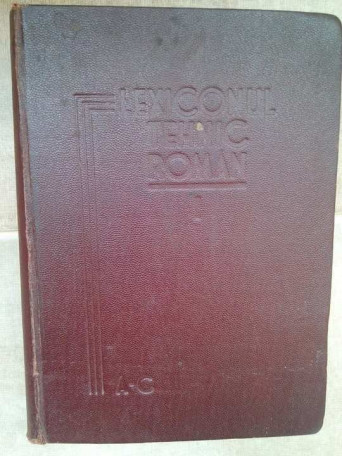 LEXICONUL
TEHNIC
ROMÂN
I
A-C